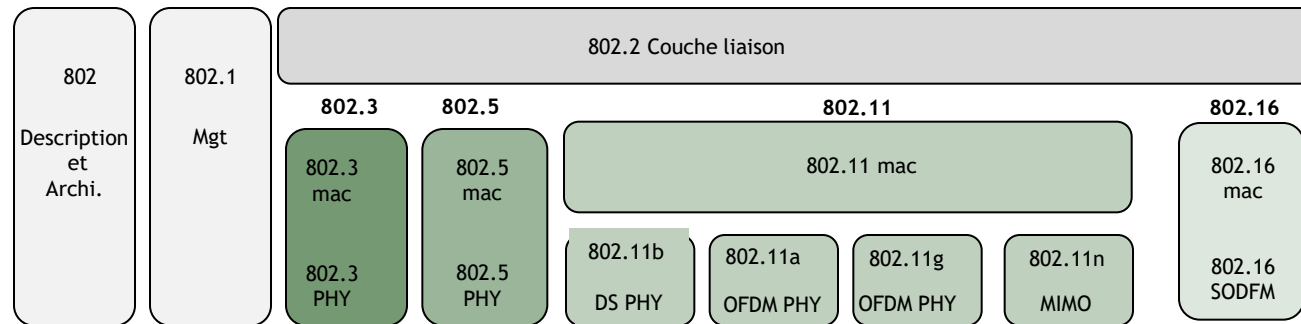 802
Description
et
Archi.
802.1
Mgt
802.2 Couche liaison
802.3
802.3
mac
802.3
PHY
802.5
802.5
mac
802.5
PHY
802.11
802.11 mac
802.11b
DS PHY
802.11a
OFDM PHY
802.11g
OFDM PHY
802.11n
MIMO
802.16
802.16
mac
802.16
SODFM